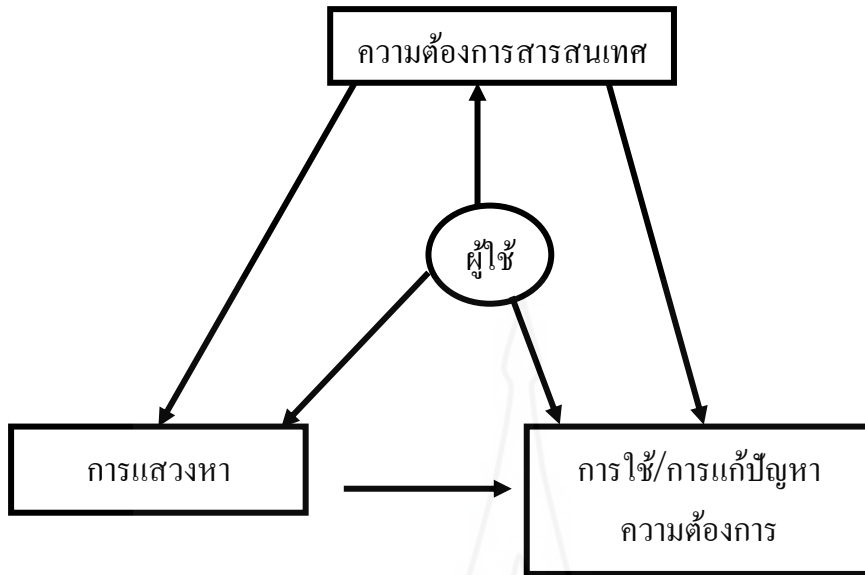 ความต้องการสารสนเทศ
ผู้ใช้
การแสวงหา
การใช้/การแก้ปัญหา
ความต้องการ